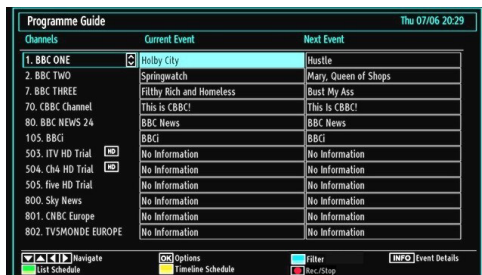 Programme Guide Thu 07/06 20:29
Channels Current Event Next Event
1. BBC ONE Holby City Hustle
2. BBC TWO Springwatch Mary, Queen of Shops
7. BBC THREE Filthy Rich and Homeless Bust My Ass
70. CBBC Channel This is CBBC! This Is CBBC!
80. BBC NEWS 24 BBC News BBC News
105. BBCi BBCi BBCi
503. ITV HD Trial HD No Information No Information
504. Ch4 HD Trial HD No Information No Information
505. five HD Trial No Information No Information
800. Sky News No Information No Information
801. CNBC Europe No Information No Information
802. TV5MONDE EUROPE No Information No Information
Navigate OK Options Filter INFO Event Details
List Schedule Timeline Schedule Rec/Stop